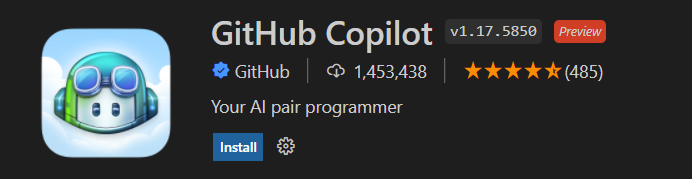 GitHub Copilot v1.17.5850 Preview
GitHub 1,453,438 (485)
Your AI pair programmer
Install